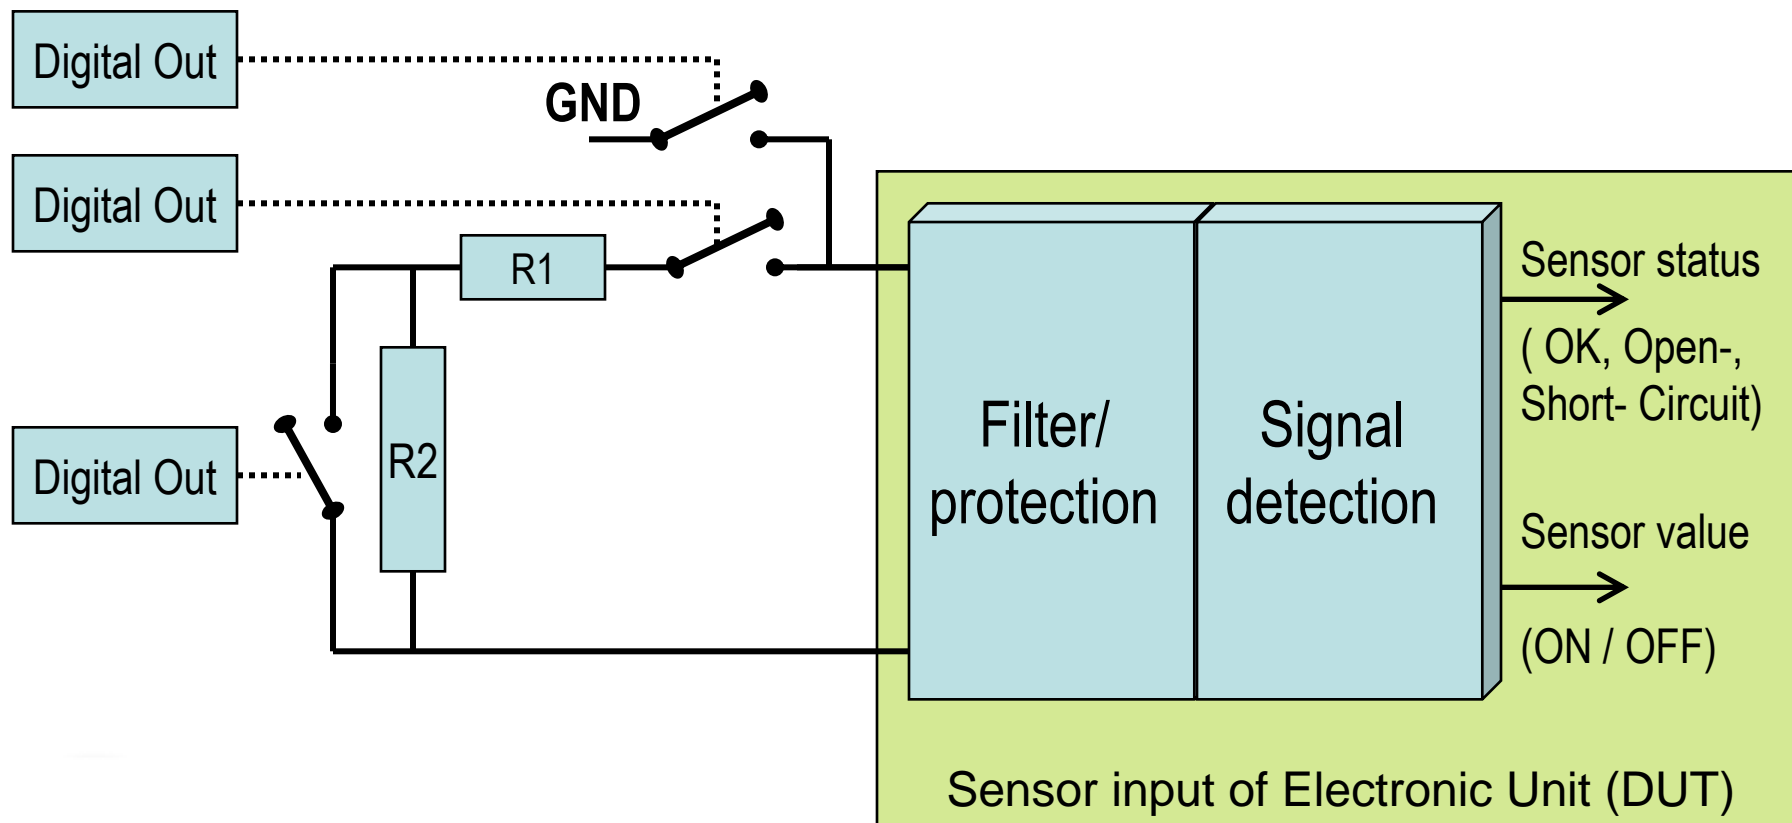 Digital Out
GND
Digital Out
R1
Digital Out
R2
Filter/
protection
Signal
detection
Sensor status
( OK, Open-,
Short- Circuit)
Sensor value
(ON / OFF)
Sensor input of Electronic Unit (DUT)